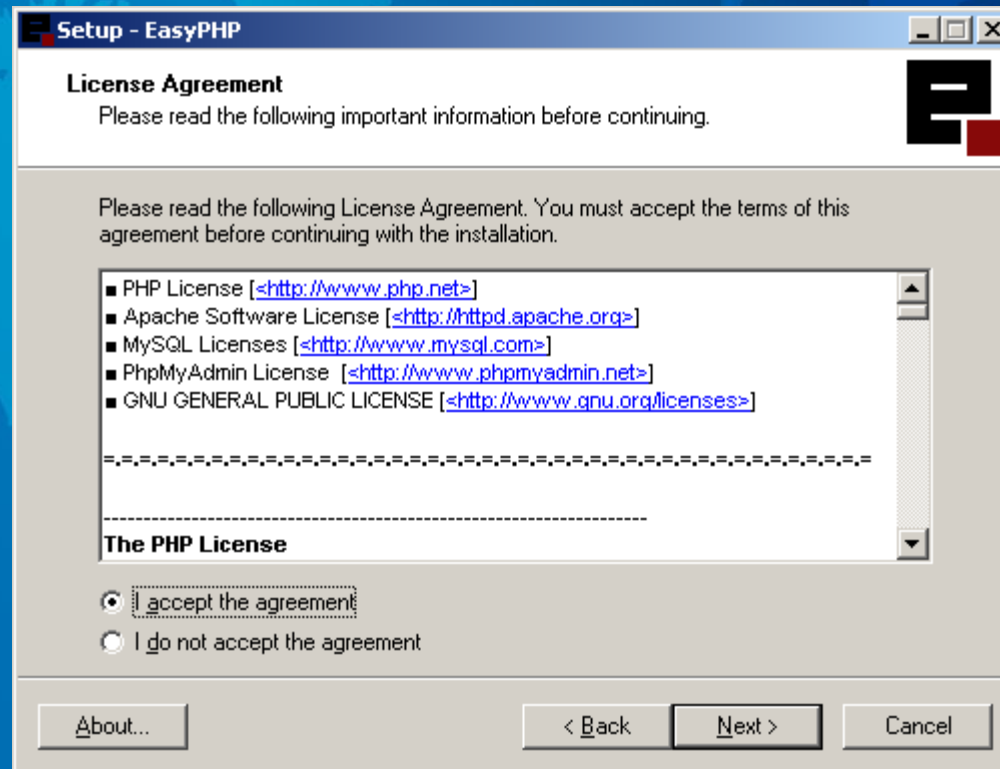 Setup - EasyPHP
License Agreement
Please read the following important information before continuing.
Please read the following License Agreement. You must accept the terms of this
agreement before continuing with the installation.
■ PHP License [<http://www.php.net>]
■ Apache Software License [<http://httpd.apache.org>]
■ MySQL Licenses [<http://www.mysql.com>]
■ PhpMyAdmin License [<http://www.phpmyadmin.net>]
■ GNU GENERAL PUBLIC LICENSE [<http://www.gnu.org/licenses>]
=.=.=.=.=.=.=.=.=.=.=.=.=.=.=.=.=.=.=.=.=.=.=.=.=.=.=.=.=.=.=.=.=.=.=.=.=.=.=.=.=.=.=
--------------------------------------------------------------------
The PHP License
I accept the agreement
I do not accept the agreement
About...
< Back
Next >
Cancel